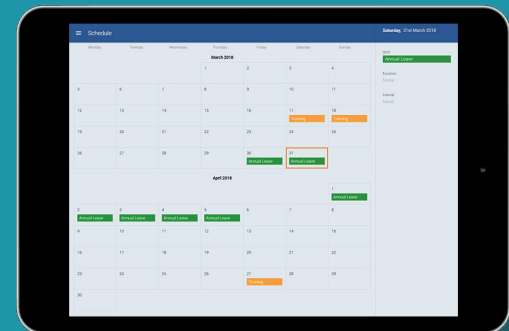 Schedule
Saturday, 31st March 2018
Monday Tuesday Wednesday Thursday Friday Saturday Sunday
March 2018
Annual Leave
1 2 3 4
Duration
None
5 6 7 8 9 10 11
Interval
None
12 13 14 15 16 17 18
Training Training
19 20 21 22 23 24 25
26 27 28 29 30 31
Annual Leave Annual Leave
April 2018
1
Annual Leave
2 3 4 5 6 7 8
Annual Leave Annual Leave Annual Leave Annual Leave
9 10 11 12 13 14 15
16 17 18 19 20 21 22
23 24 25 26 27 28 29
Training
30